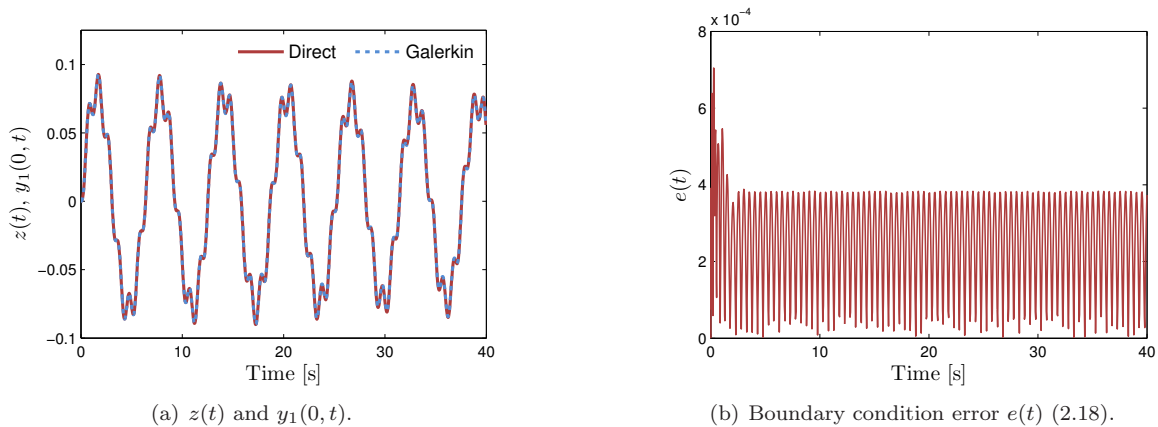 0.1
0.05
0
−0.05
−0.1
z(t), y₁(0, t)
Direct
Galerkin
0 10 20 30 40
Time [s]
(a) z(t) and y₁(0, t).
x 10⁻⁴
8
6
4
2
0
e(t)
0 10 20 30 40
Time [s]
(b) Boundary condition error e(t) (2.18).